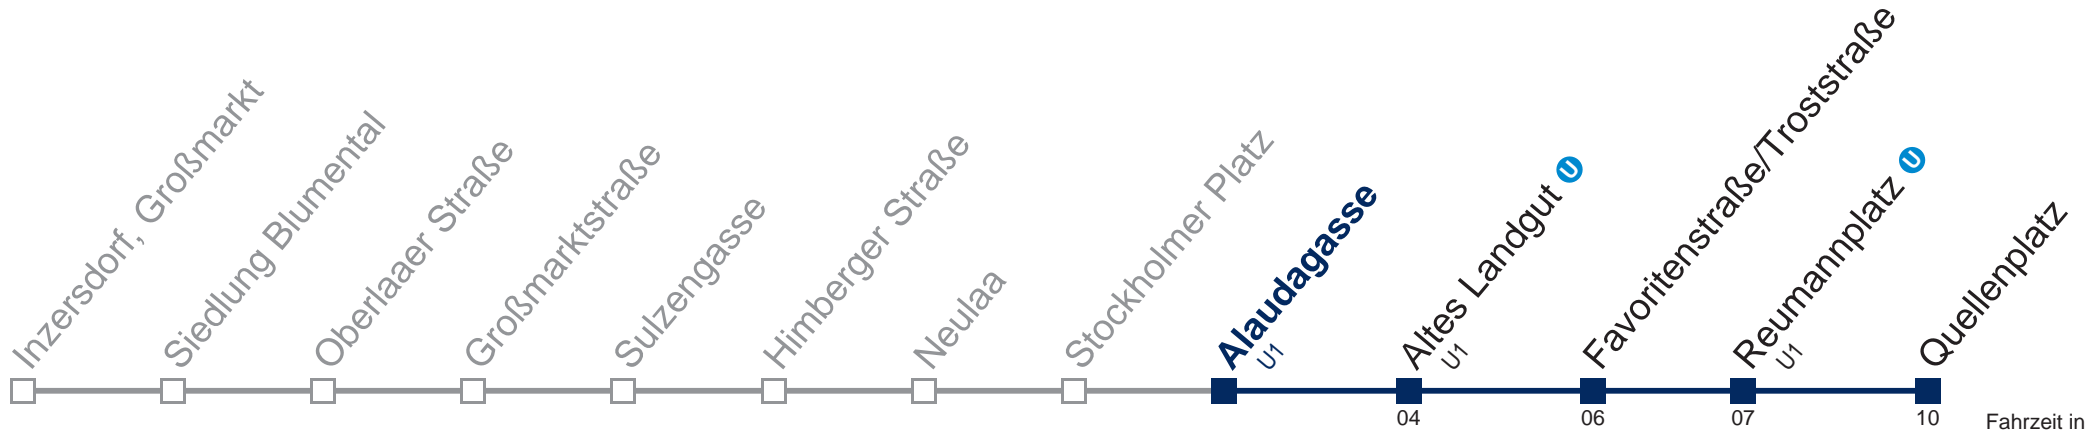 Inzersdorf, Großmarkt
Siedlung Blumental
Oberlaaer Straße
Großmarktstraße
Sulzengasse
Himberger Straße
Neulaa
Stockholmer Platz
Alaudagasse
U1
Altes Landgut U
U1
Favoritenstraße/Troststraße
Reumannplatz U
U1
Quellenplatz
04 06 07 10 Fahrzeit in